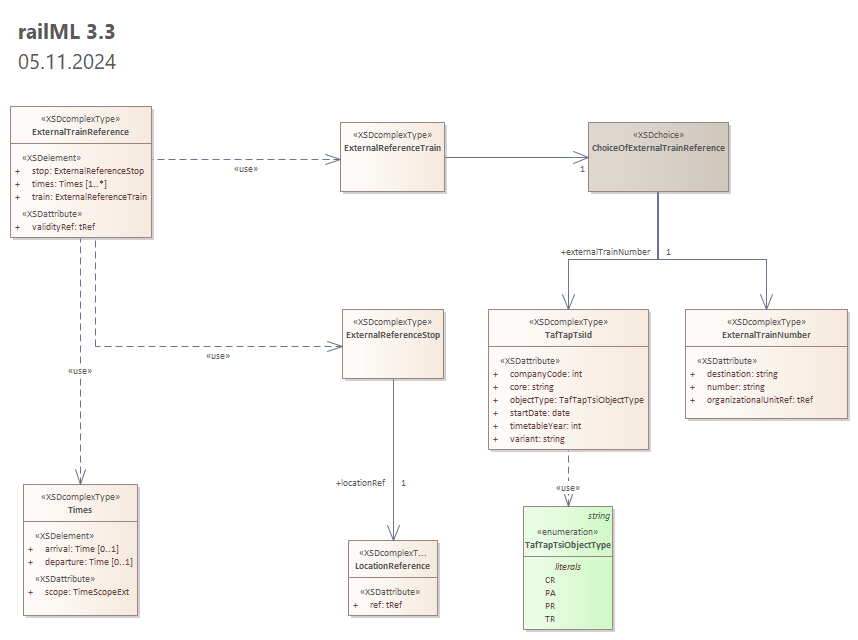 railML 3.3
05.11.2024
«XSDcomplexType»
ExternalTrainReference
«XSDelement»
+ stop: ExternalReferenceStop
+ times: Times [1..*]
+ train: ExternalReferenceTrain
«XSDattribute»
+ validityRef: tRef
«use»
«XSDcomplexType»
ExternalReferenceTrain
1
«XSDchoice»
ChoiceOfExternalTrainReference
+externalTrainNumber 1
«use»
«XSDcomplexType»
ExternalReferenceStop
«XSDcomplexType»
TafTapTsiId
«XSDattribute»
+ companyCode: int
+ core: string
+ objectType: TafTapTsiObjectType
+ startDate: date
+ timetableYear: int
+ variant: string
«XSDcomplexType»
ExternalTrainNumber
«XSDattribute»
+ destination: string
+ number: string
+ organizationalUnitRef: tRef
«use»
+locationRef 1
«use»
«XSDcomplexType»
Times
«XSDelement»
+ arrival: Time [0..1]
+ departure: Time [0..1]
«XSDattribute»
+ scope: TimeScopeExt
«XSDcomplexT...
LocationReference
«XSDattribute»
+ ref: tRef
string
«enumeration»
TafTapTsiObjectType
literals
CR
PA
PR
TR